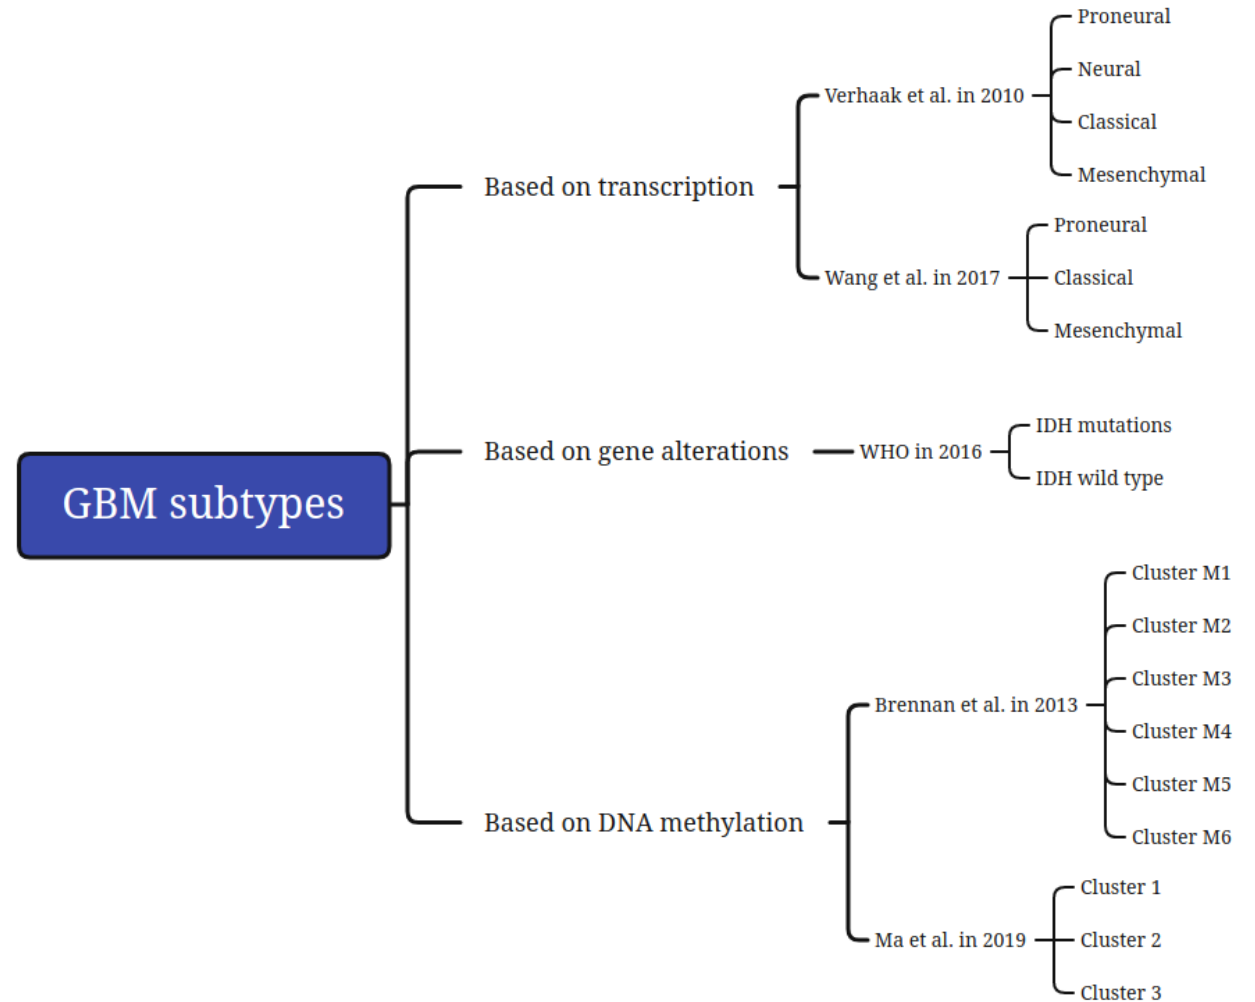 GBM subtypes
Based on transcription
Verhaak et al. in 2010
Proneural
Neural
Classical
Mesenchymal
Wang et al. in 2017
Proneural
Classical
Mesenchymal
Based on gene alterations
WHO in 2016
IDH mutations
IDH wild type
Based on DNA methylation
Brennan et al. in 2013
Cluster M1
Cluster M2
Cluster M3
Cluster M4
Cluster M5
Cluster M6
Ma et al. in 2019
Cluster 1
Cluster 2
Cluster 3